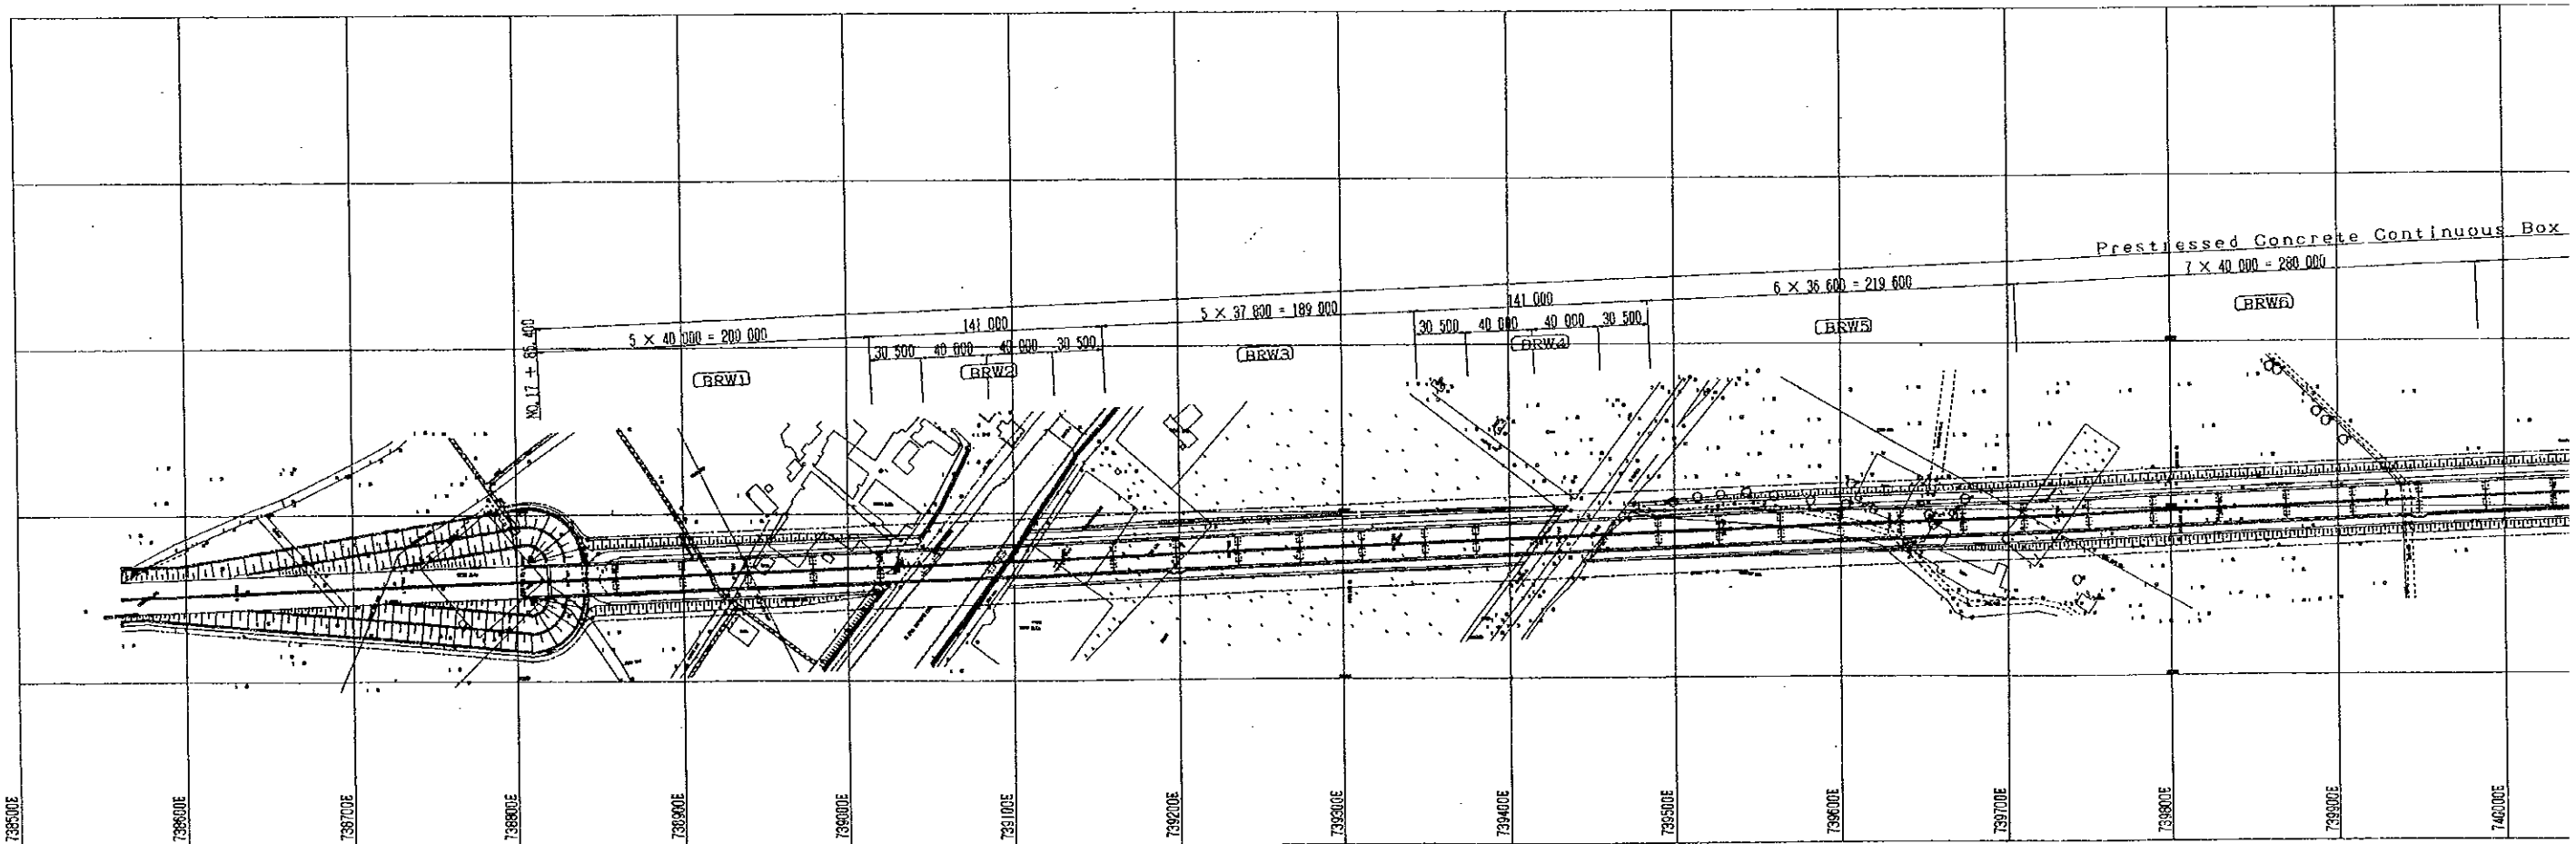 Prestressed Concrete Continuous Box
7 × 40 000 = 280 000
6 × 36 600 = 219 600
141 000
5 × 37 800 = 189 000
141 000
5 × 40 000 = 200 000
30 500 40 000 40 000 30 500
30 500 40 000 40 000 30 500
NO.17 + 85.400
(BRW1)
(BRW2)
(BRW3)
(BRW4)
(BRW5)
(BRW6)
738500E
738600E
738700E
738800E
738900E
739000E
739100E
739200E
739300E
739400E
739500E
739600E
739700E
739800E
739900E
740000E